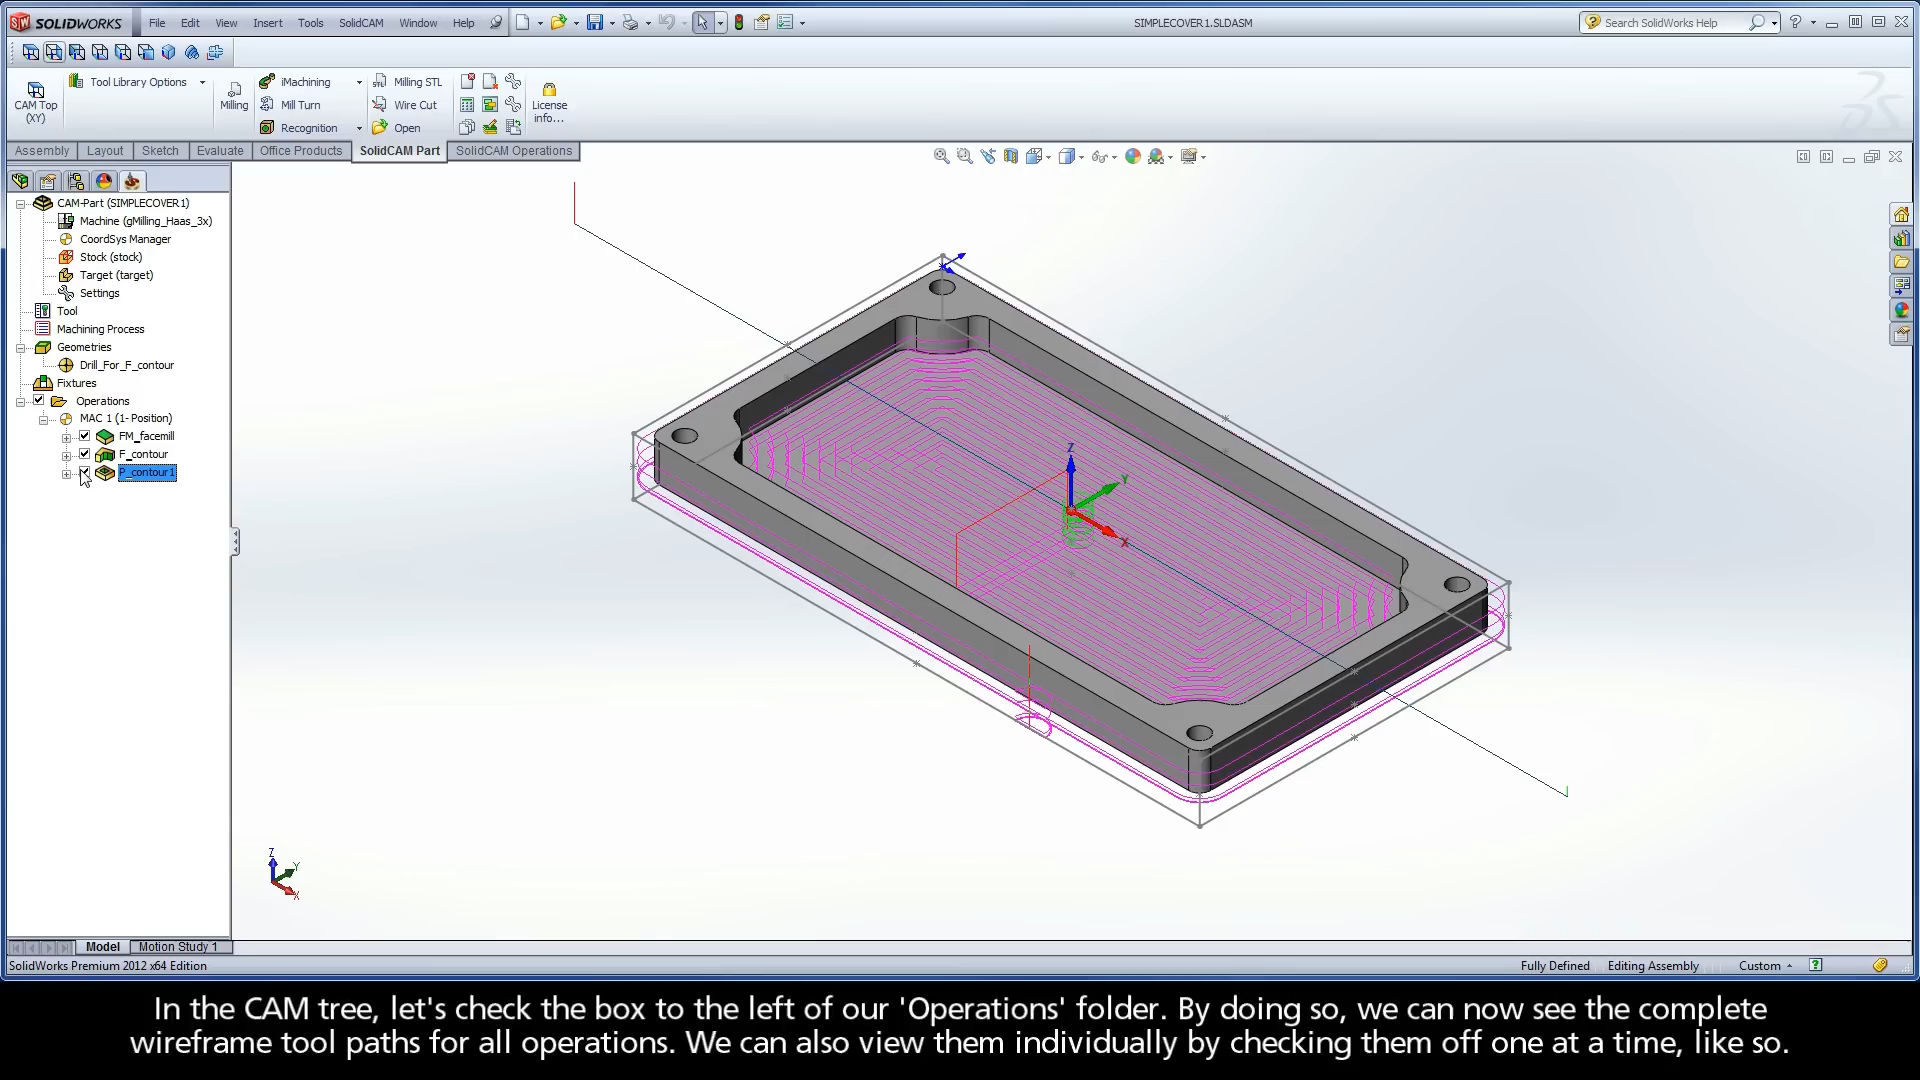 SOLIDWORKS File Edit View Insert Tools SolidCAM Window Help SIMPLECOVER1.SLDASM Search SolidWorks Help
CAM Top (XY) Tool Library Options Milling iMachining Mill Turn Recognition Milling STL Wire Cut Open License info...
Assembly Layout Sketch Evaluate Office Products SolidCAM Part SolidCAM Operations
CAM-Part (SIMPLECOVER1)
Machine (gMilling_Haas_3x)
CoordSys Manager
Stock (stock)
Target (target)
Settings
Tool
Machining Process
Geometries
Drill_For_F_contour
Fixtures
Operations
MAC 1 (1- Position)
FM_facemill
F_contour
P_contour1
Z
Y
X
Z
Y
X
Model Motion Study 1
SolidWorks Premium 2012 x64 Edition Fully Defined Editing Assembly Custom
In the CAM tree, let's check the box to the left of our 'Operations' folder. By doing so, we can now see the complete
wireframe tool paths for all operations. We can also view them individually by checking them off one at a time, like so.